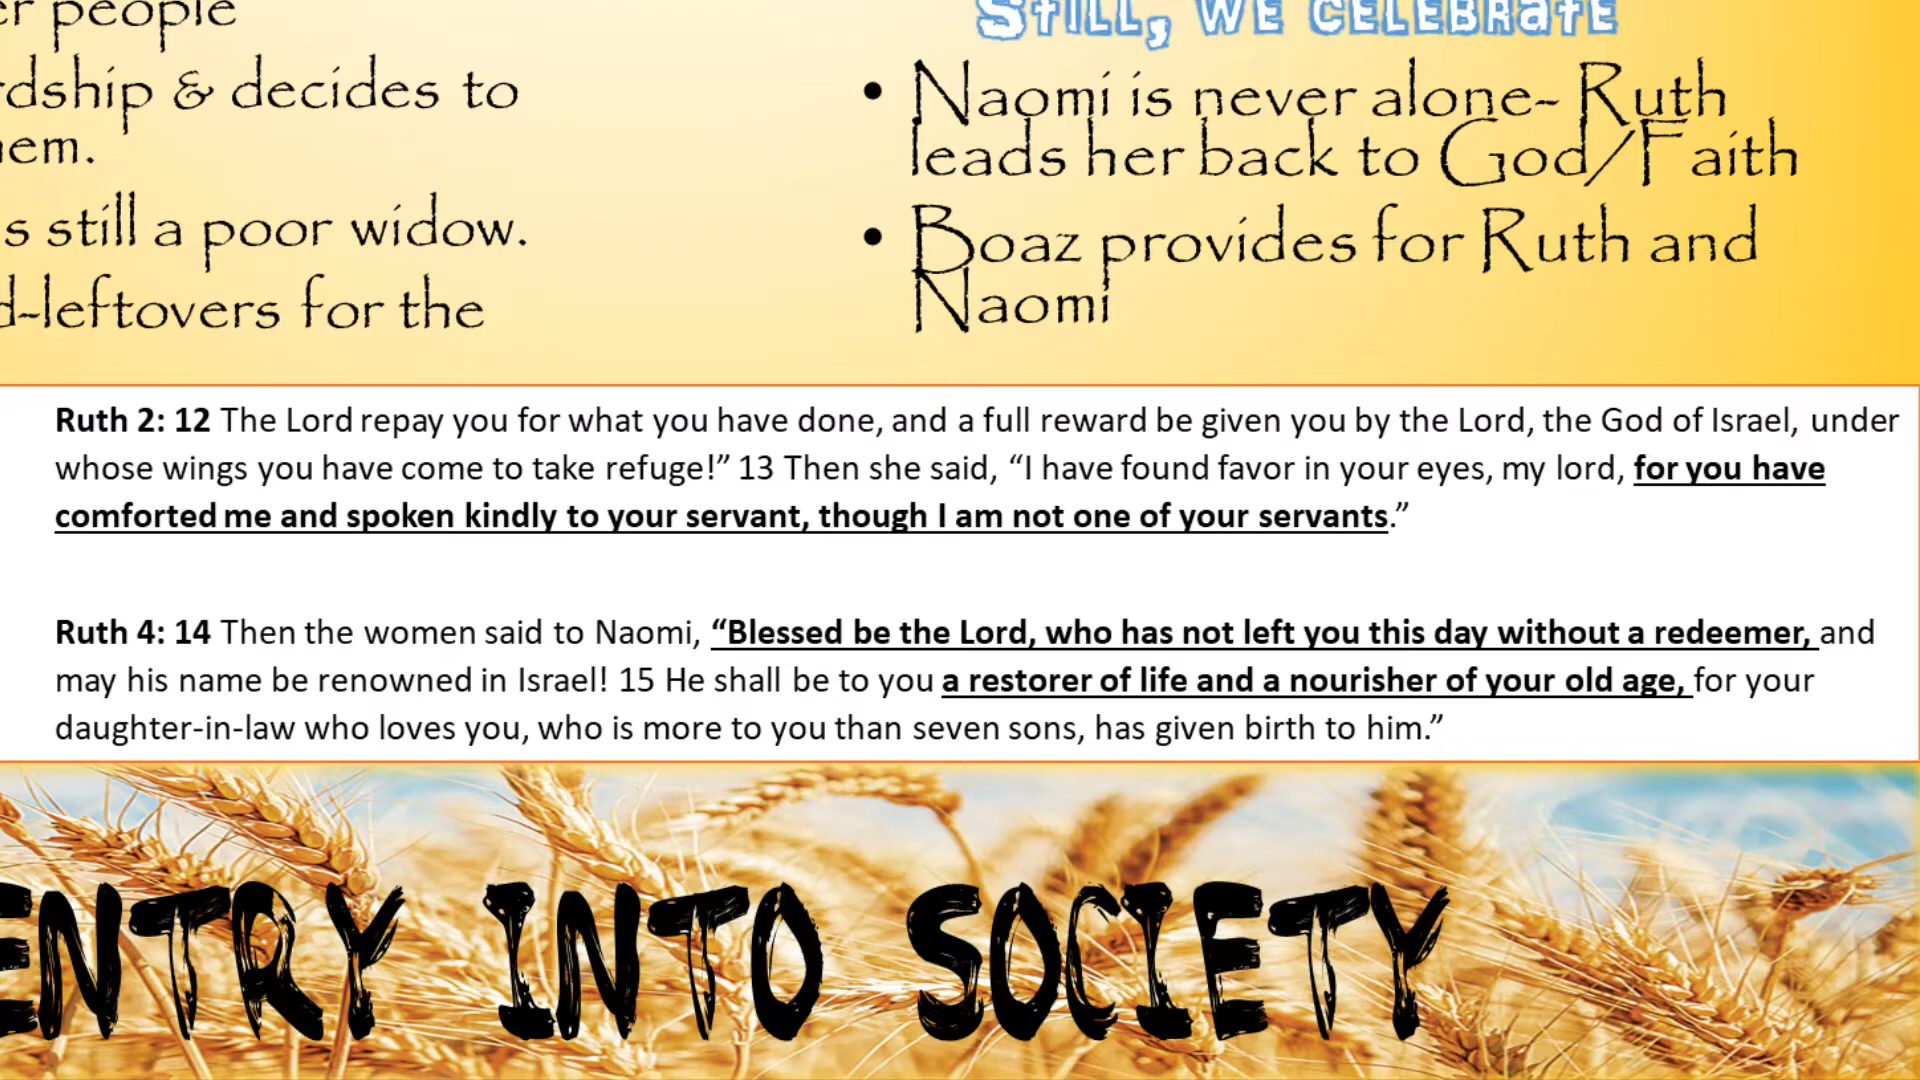 er people
rdship & decides to
hem.
s still a poor widow.
d-leftovers for the
Still, we celebrate
• Naomi is never alone- Ruth
leads her back to God/Faith
• Boaz provides for Ruth and
Naomi
Ruth 2: 12 The Lord repay you for what you have done, and a full reward be given you by the Lord, the God of Israel, under
whose wings you have come to take refuge!” 13 Then she said, “I have found favor in your eyes, my lord, for you have
comforted me and spoken kindly to your servant, though I am not one of your servants.”
Ruth 4: 14 Then the women said to Naomi, “Blessed be the Lord, who has not left you this day without a redeemer, and
may his name be renowned in Israel! 15 He shall be to you a restorer of life and a nourisher of your old age, for your
daughter-in-law who loves you, who is more to you than seven sons, has given birth to him.”
ENTRY INTO SOCIETY